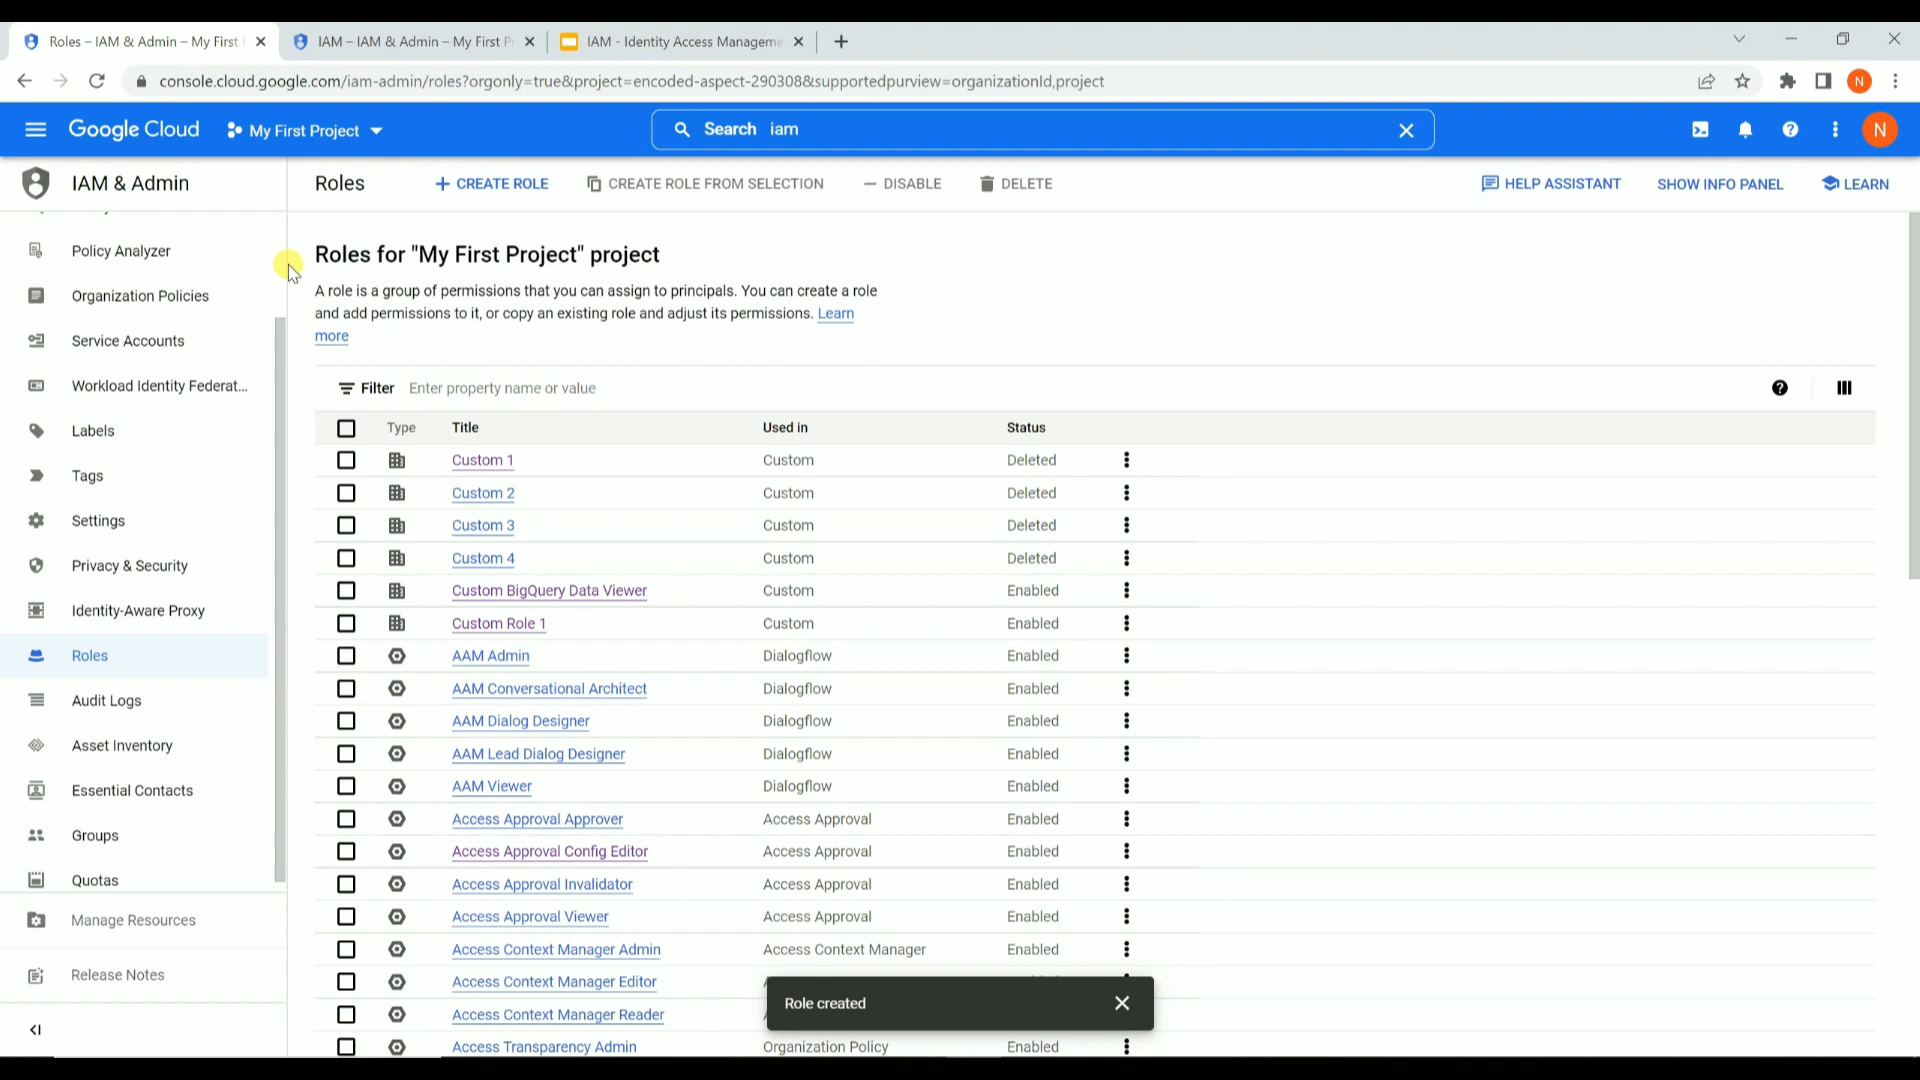 Roles – IAM & Admin – My First
IAM – IAM & Admin – My First P
IAM - Identity Access Manageme
console.cloud.google.com/iam-admin/roles?orgonly=true&project=encoded-aspect-290308&supportedpurview=organizationId,project
N
Google Cloud
My First Project
Search iam
N
IAM & Admin
Roles
CREATE ROLE
CREATE ROLE FROM SELECTION
DISABLE
DELETE
HELP ASSISTANT
SHOW INFO PANEL
LEARN
Policy Analyzer
Organization Policies
Service Accounts
Workload Identity Federat...
Labels
Tags
Settings
Privacy & Security
Identity-Aware Proxy
Roles
Audit Logs
Asset Inventory
Essential Contacts
Groups
Quotas
Manage Resources
Release Notes
Roles for "My First Project" project
A role is a group of permissions that you can assign to principals. You can create a role
and add permissions to it, or copy an existing role and adjust its permissions. Learn
more
Filter Enter property name or value
Type Title Used in Status
Custom 1 Custom Deleted
Custom 2 Custom Deleted
Custom 3 Custom Deleted
Custom 4 Custom Deleted
Custom BigQuery Data Viewer Custom Enabled
Custom Role 1 Custom Enabled
AAM Admin Dialogflow Enabled
AAM Conversational Architect Dialogflow Enabled
AAM Dialog Designer Dialogflow Enabled
AAM Lead Dialog Designer Dialogflow Enabled
AAM Viewer Dialogflow Enabled
Access Approval Approver Access Approval Enabled
Access Approval Config Editor Access Approval Enabled
Access Approval Invalidator Access Approval Enabled
Access Approval Viewer Access Approval Enabled
Access Context Manager Admin Access Context Manager Enabled
Access Context Manager Editor
Access Context Manager Reader
Access Transparency Admin Organization Policy Enabled
Role created